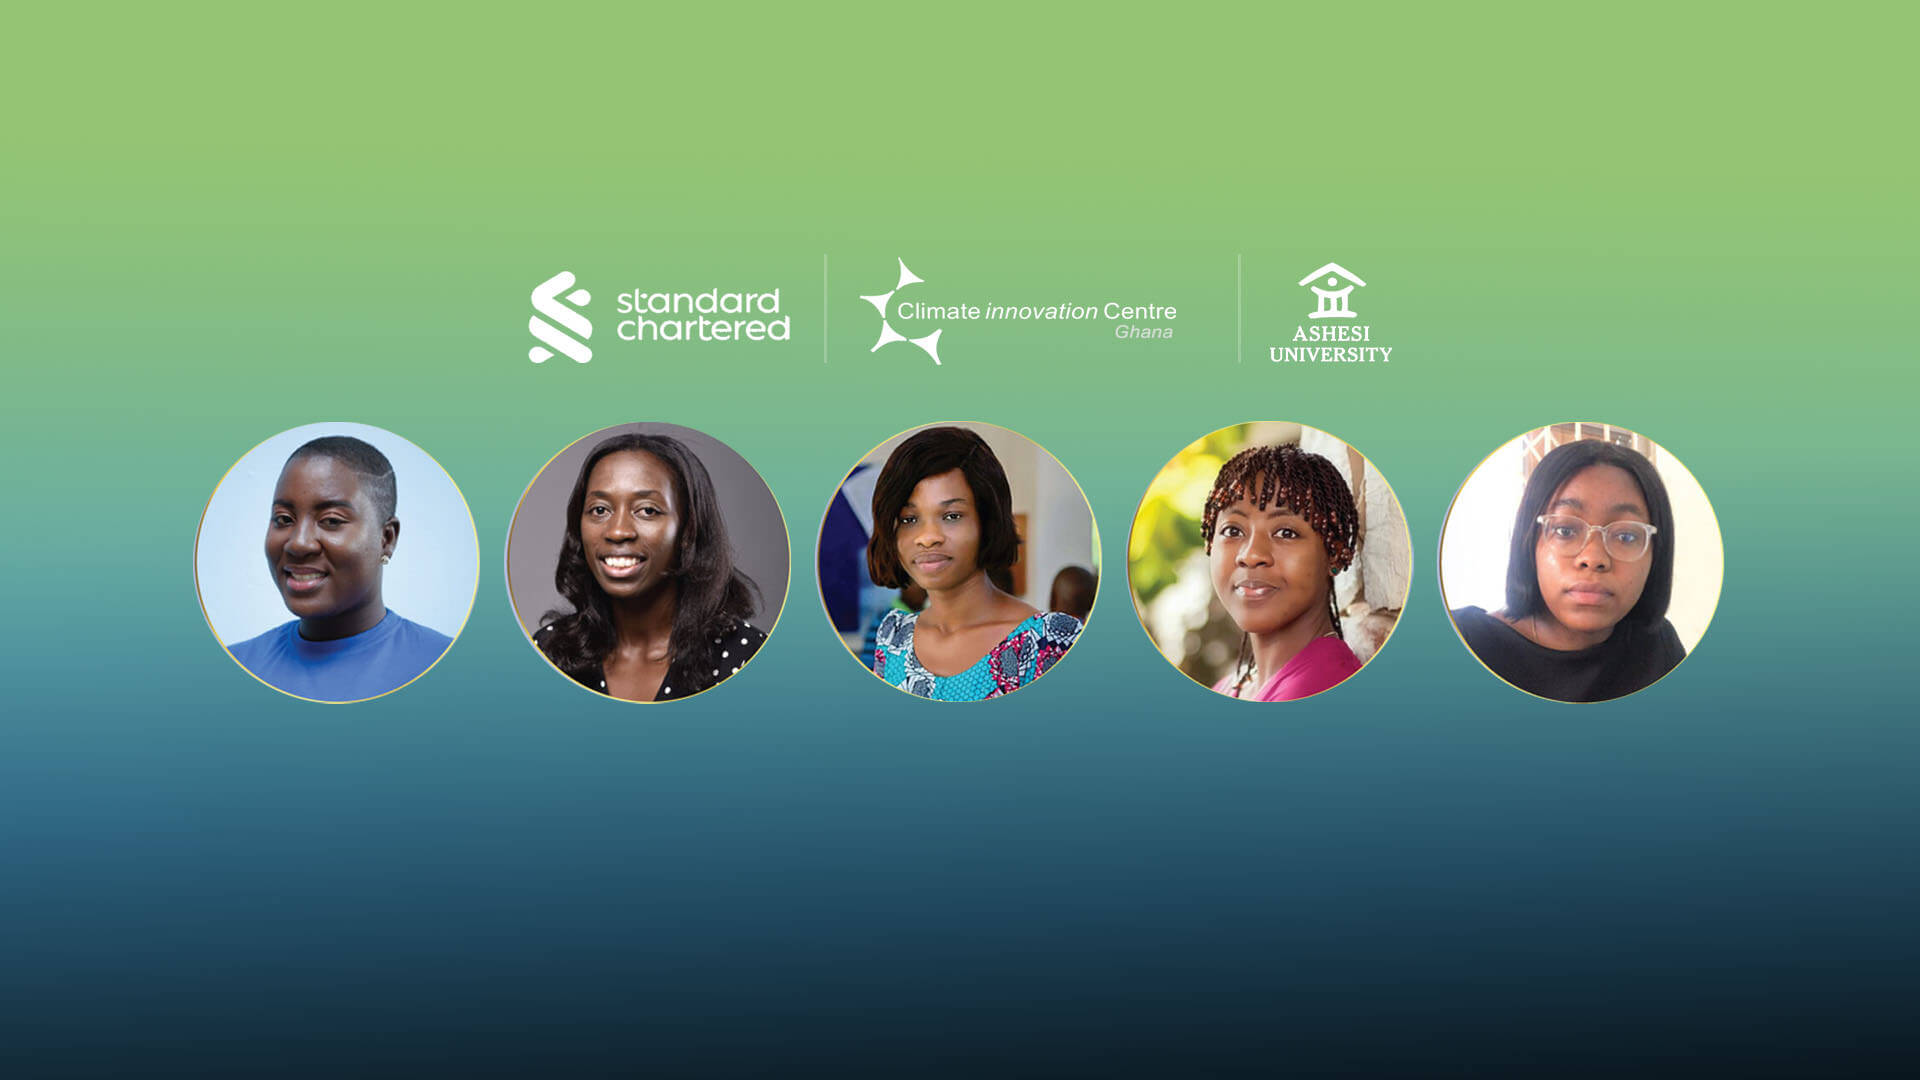 standard
chartered
Climate innovation Centre
Ghana
ASHESI
UNIVERSITY